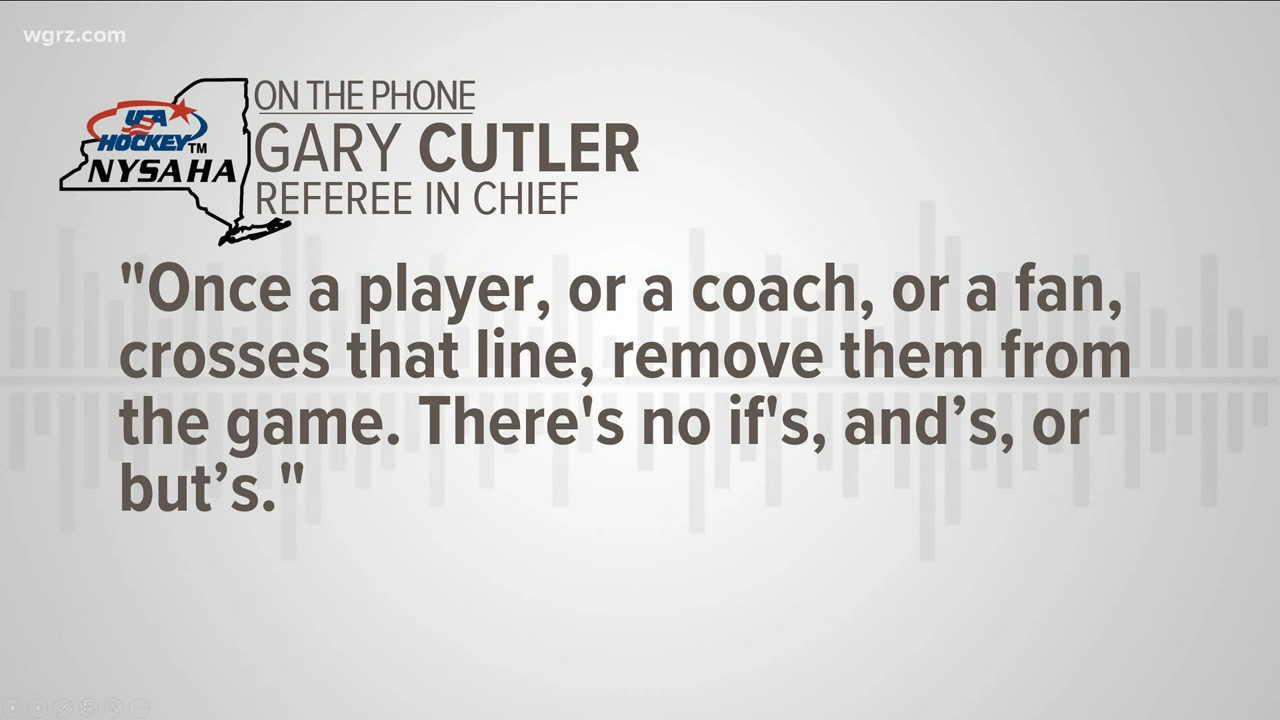 wgrz.com
ON THE PHONE
USA
HOCKEY TM
NYSAHA
GARY CUTLER
REFEREE IN CHIEF
"Once a player, or a coach, or a fan,
crosses that line, remove them from
the game. There's no if's, and’s, or
but’s."